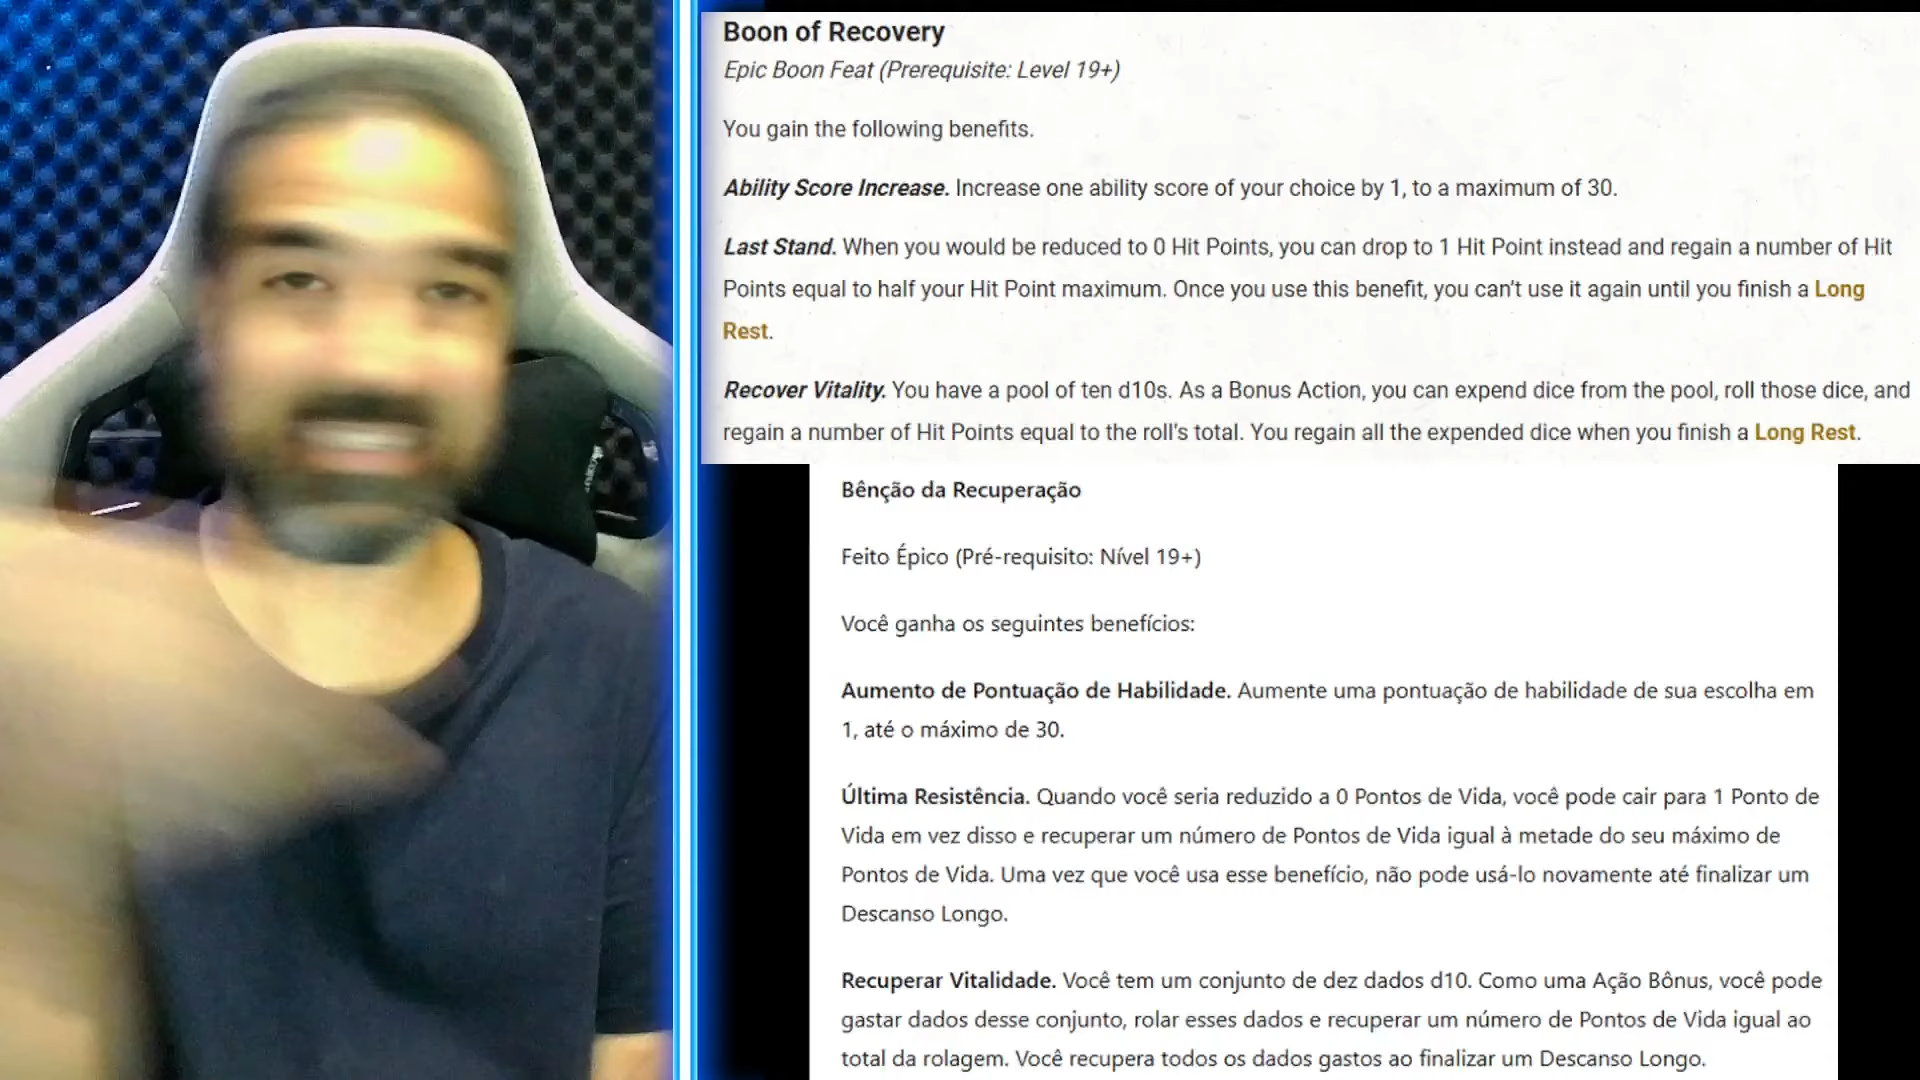 Boon of Recovery
Epic Boon Feat (Prerequisite: Level 19+)
You gain the following benefits.
Ability Score Increase. Increase one ability score of your choice by 1, to a maximum of 30.
Last Stand. When you would be reduced to 0 Hit Points, you can drop to 1 Hit Point instead and regain a number of Hit
Points equal to half your Hit Point maximum. Once you use this benefit, you can't use it again until you finish a Long
Rest.
Recover Vitality. You have a pool of ten d10s. As a Bonus Action, you can expend dice from the pool, roll those dice, and
regain a number of Hit Points equal to the roll's total. You regain all the expended dice when you finish a Long Rest.
Bênção da Recuperação
Feito Épico (Pré-requisito: Nível 19+)
Você ganha os seguintes benefícios:
Aumento de Pontuação de Habilidade. Aumente uma pontuação de habilidade de sua escolha em
1, até o máximo de 30.
Última Resistência. Quando você seria reduzido a 0 Pontos de Vida, você pode cair para 1 Ponto de
Vida em vez disso e recuperar um número de Pontos de Vida igual à metade do seu máximo de
Pontos de Vida. Uma vez que você usa esse benefício, não pode usá-lo novamente até finalizar um
Descanso Longo.
Recuperar Vitalidade. Você tem um conjunto de dez dados d10. Como uma Ação Bônus, você pode
gastar dados desse conjunto, rolar esses dados e recuperar um número de Pontos de Vida igual ao
total da rolagem. Você recupera todos os dados gastos ao finalizar um Descanso Longo.